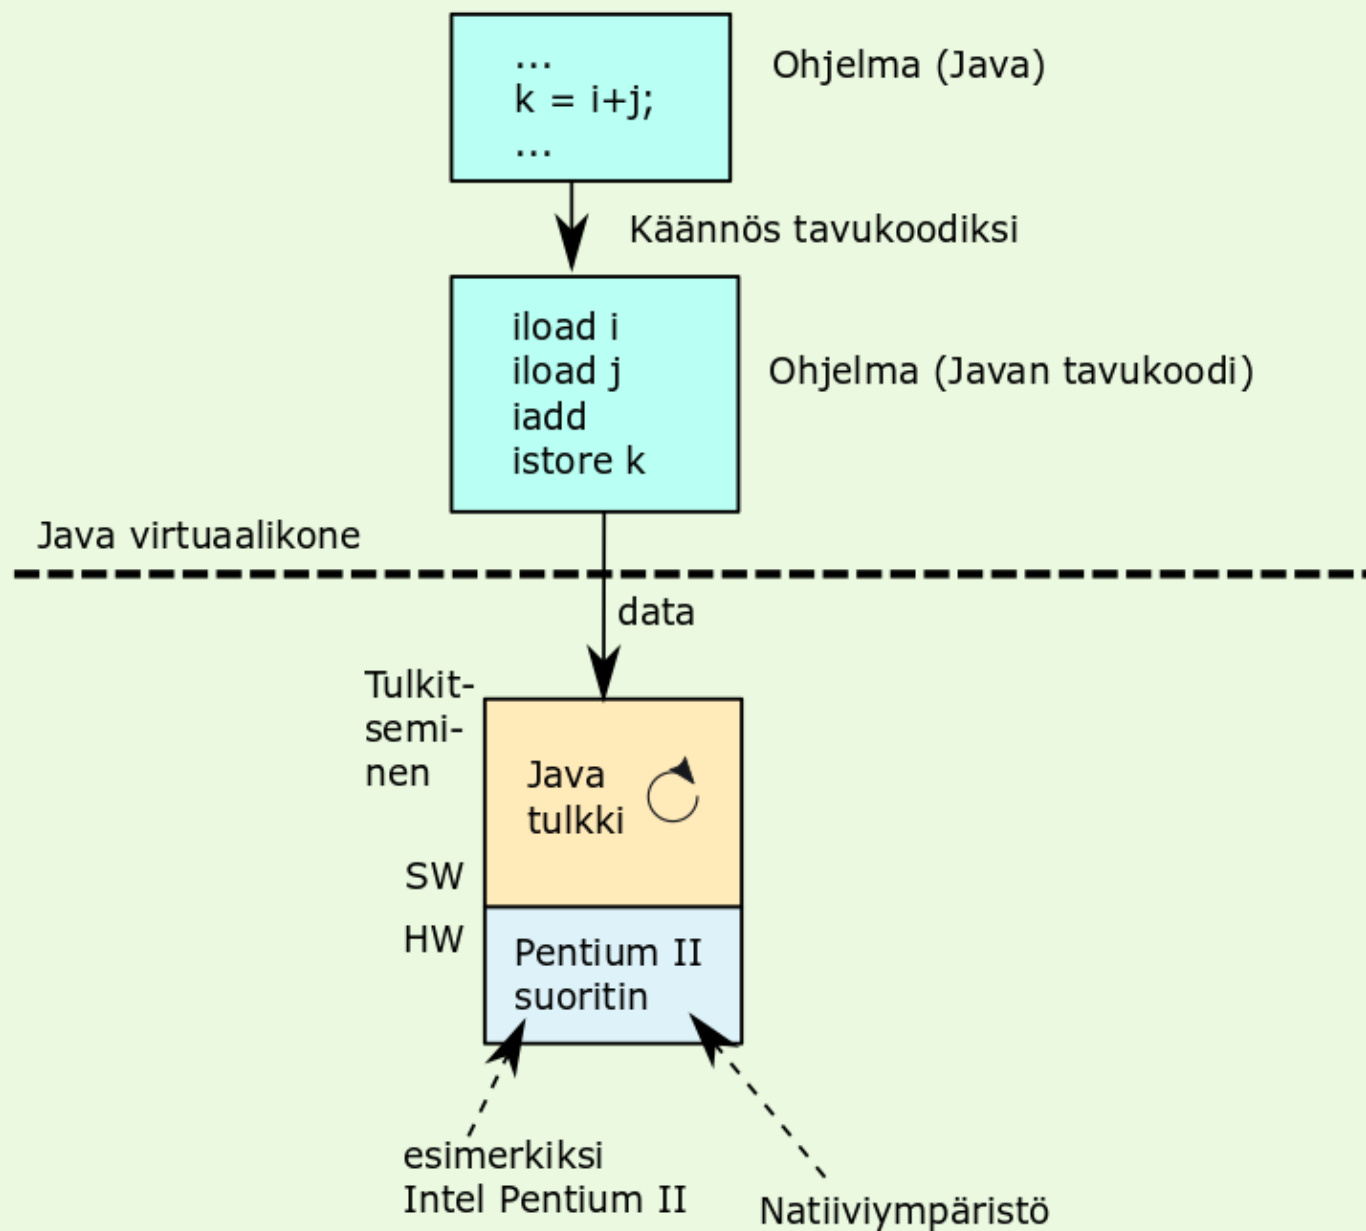 ...
k = i+j;
...
Ohjelma (Java)
Käännös tavukoodiksi
iload i
iload j
iadd
istore k
Ohjelma (Javan tavukoodi)
Java virtuaalikone
data
Tulkit-
semi-
nen
Java
tulkki
SW
HW
Pentium II
suoritin
esimerkiksi
Intel Pentium II
Natiiviympäristö